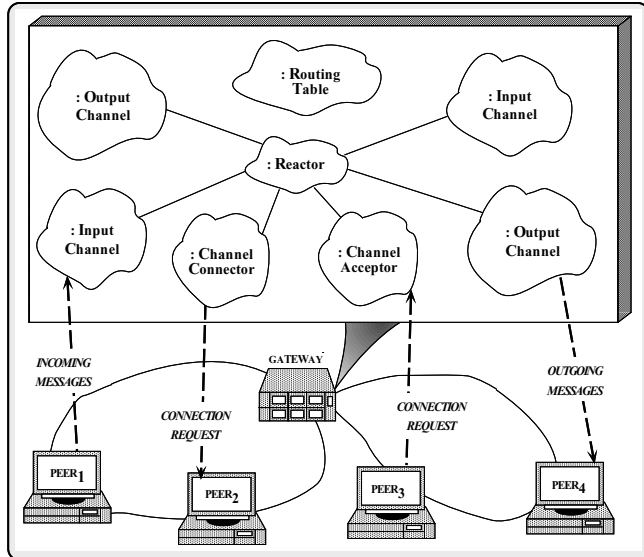 : Output
Channel
: Routing
Table
: Input
Channel
: Reactor
: Input
Channel
: Channel
Connector
: Channel
Acceptor
: Output
Channel
INCOMING
MESSAGES
CONNECTION
REQUEST
GATEWAY
CONNECTION
REQUEST
OUTGOING
MESSAGES
PEER1
PEER2
PEER3
PEER4